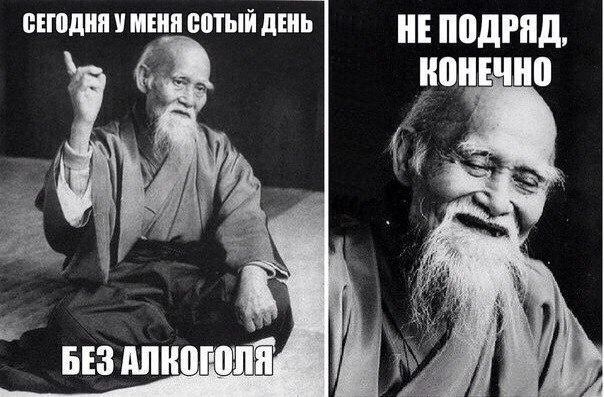 СЕГОДНЯ У МЕНЯ СОТЫЙ ДЕНЬ
БЕЗ АЛКОГОЛЯ
НЕ ПОДРЯД,
КОНЕЧНО